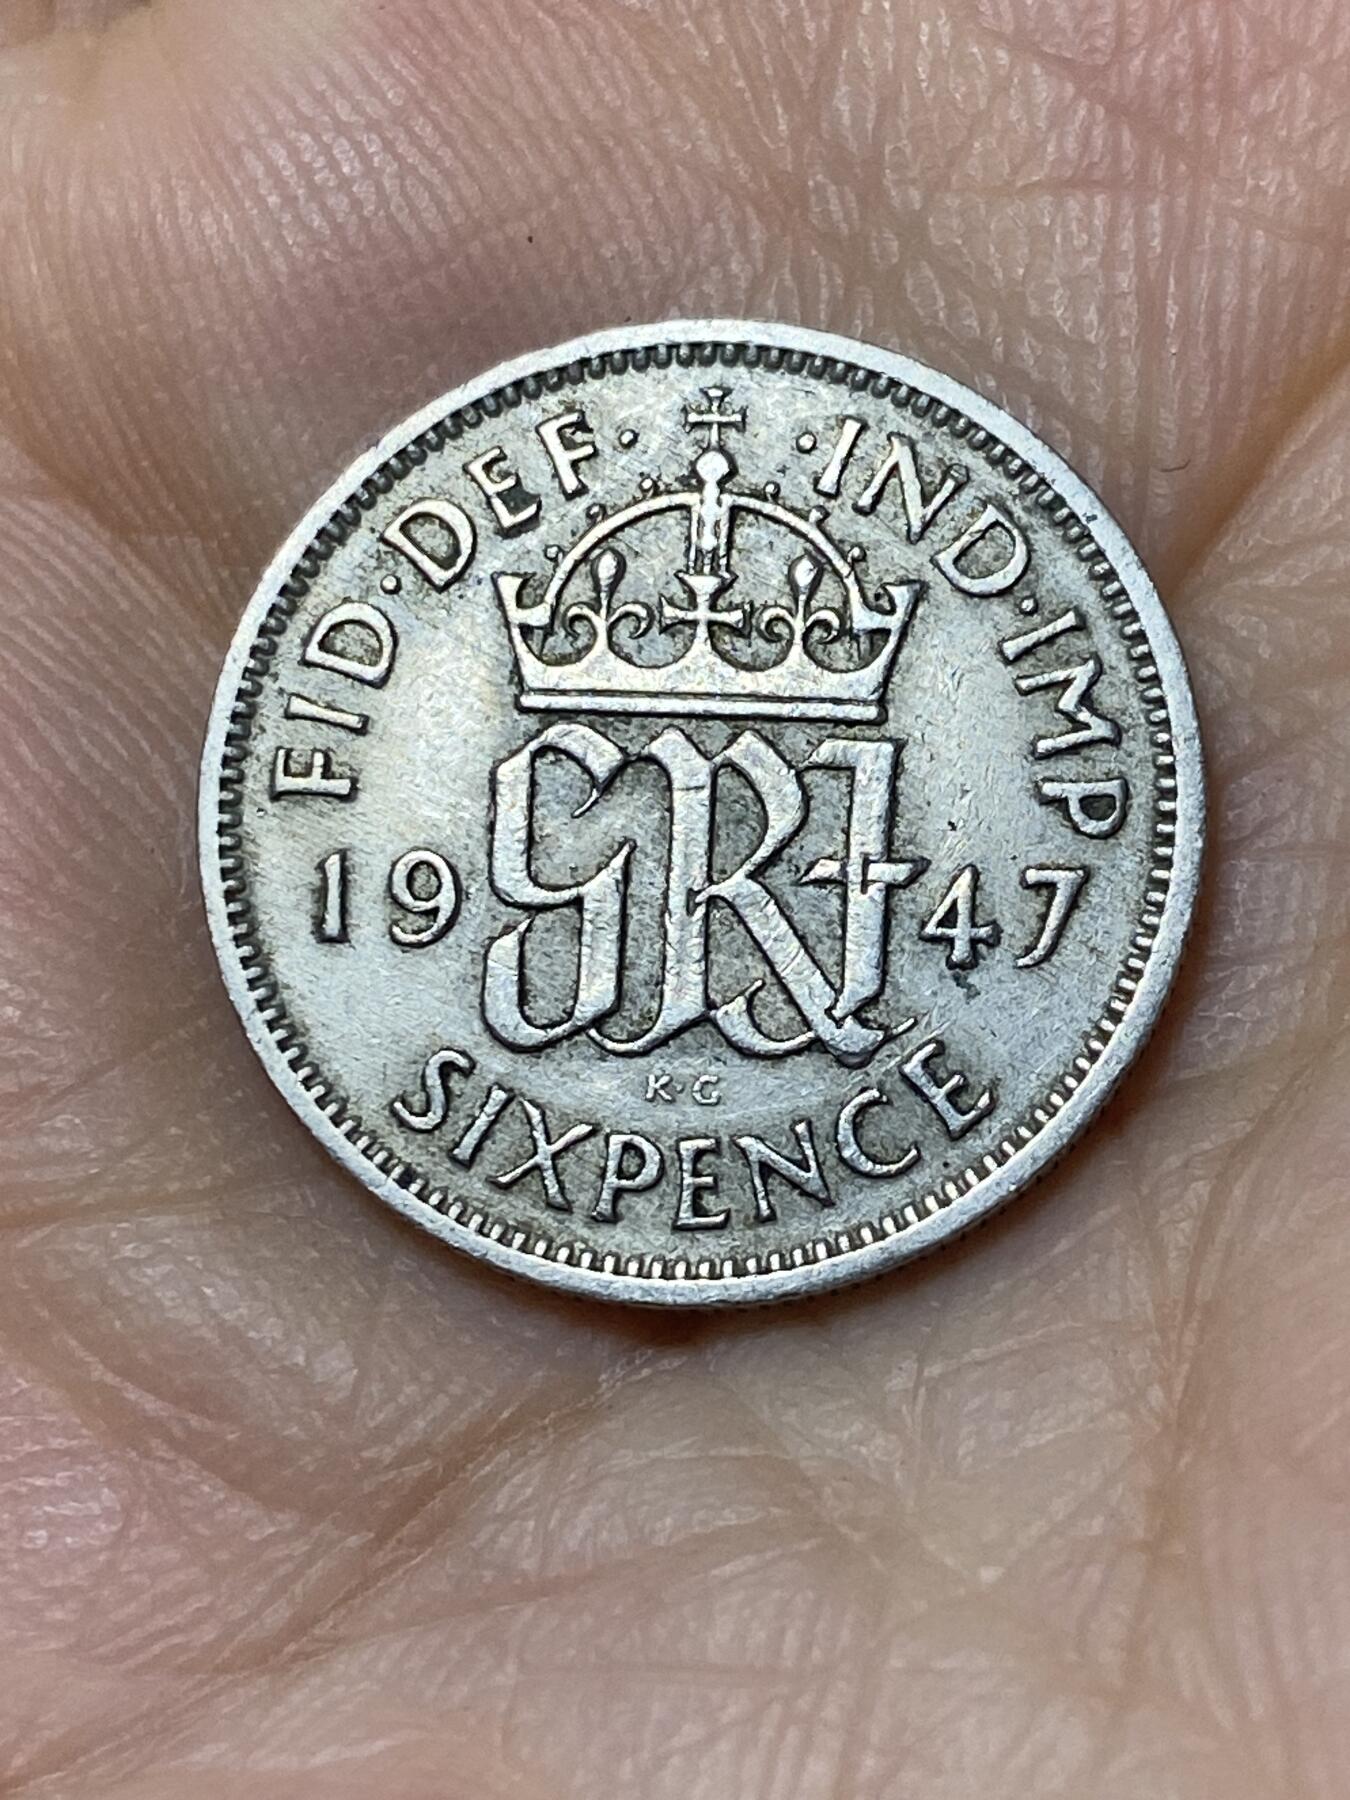 FID·DEF· ·IND·IMP
19 GRI 47
K·G
SIXPENCE